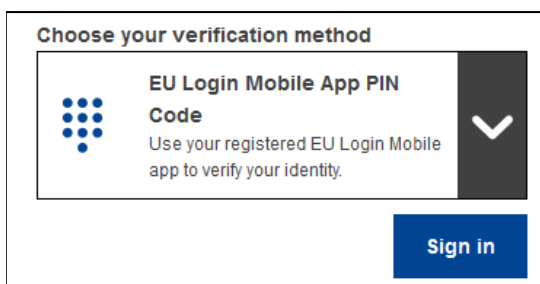 Choose your verification method
EU Login Mobile App PIN
Code
Use your registered EU Login Mobile
app to verify your identity.
Sign in